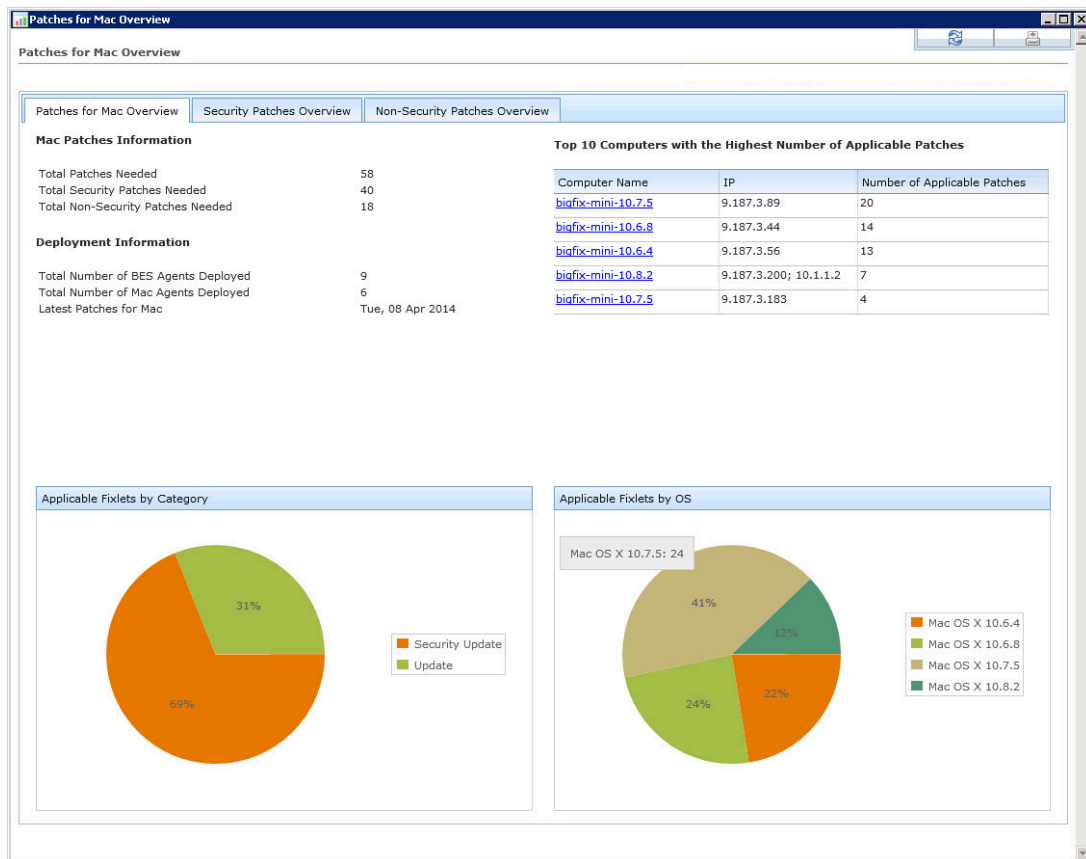 Patches for Mac Overview
Patches for Mac Overview
Patches for Mac Overview Security Patches Overview Non-Security Patches Overview
Mac Patches Information
Total Patches Needed 58
Total Security Patches Needed 40
Total Non-Security Patches Needed 18
Deployment Information
Total Number of BES Agents Deployed 9
Total Number of Mac Agents Deployed 6
Latest Patches for Mac Tue, 08 Apr 2014
Top 10 Computers with the Highest Number of Applicable Patches
Computer Name IP Number of Applicable Patches
bigfix-mini-10.7.5 9.187.3.89 20
bigfix-mini-10.6.8 9.187.3.44 14
bigfix-mini-10.6.4 9.187.3.56 13
bigfix-mini-10.8.2 9.187.3.200; 10.1.1.2 7
bigfix-mini-10.7.5 9.187.3.183 4
Applicable Fixlets by Category
31%
69%
Security Update
Update
Applicable Fixlets by OS
Mac OS X 10.7.5: 24
41%
12%
24%
22%
Mac OS X 10.6.4
Mac OS X 10.6.8
Mac OS X 10.7.5
Mac OS X 10.8.2